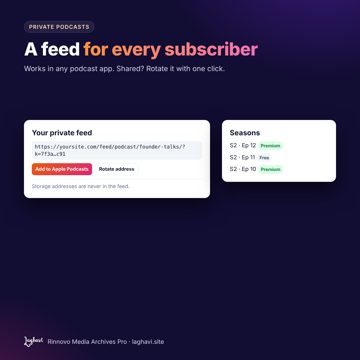 PRIVATE PODCASTS
A feed for every subscriber
Works in any podcast app. Shared? Rotate it with one click.
Your private feed
https://yoursite.com/feed/podcast/founder-talks/?
k=7f3a…c91
Add to Apple Podcasts
Rotate address
Storage addresses are never in the feed.
Seasons
S2 · Ep 12 Premium
S2 · Ep 11 Free
S2 · Ep 10 Premium
laghavi
Rinnovo Media Archives Pro · laghavi.site